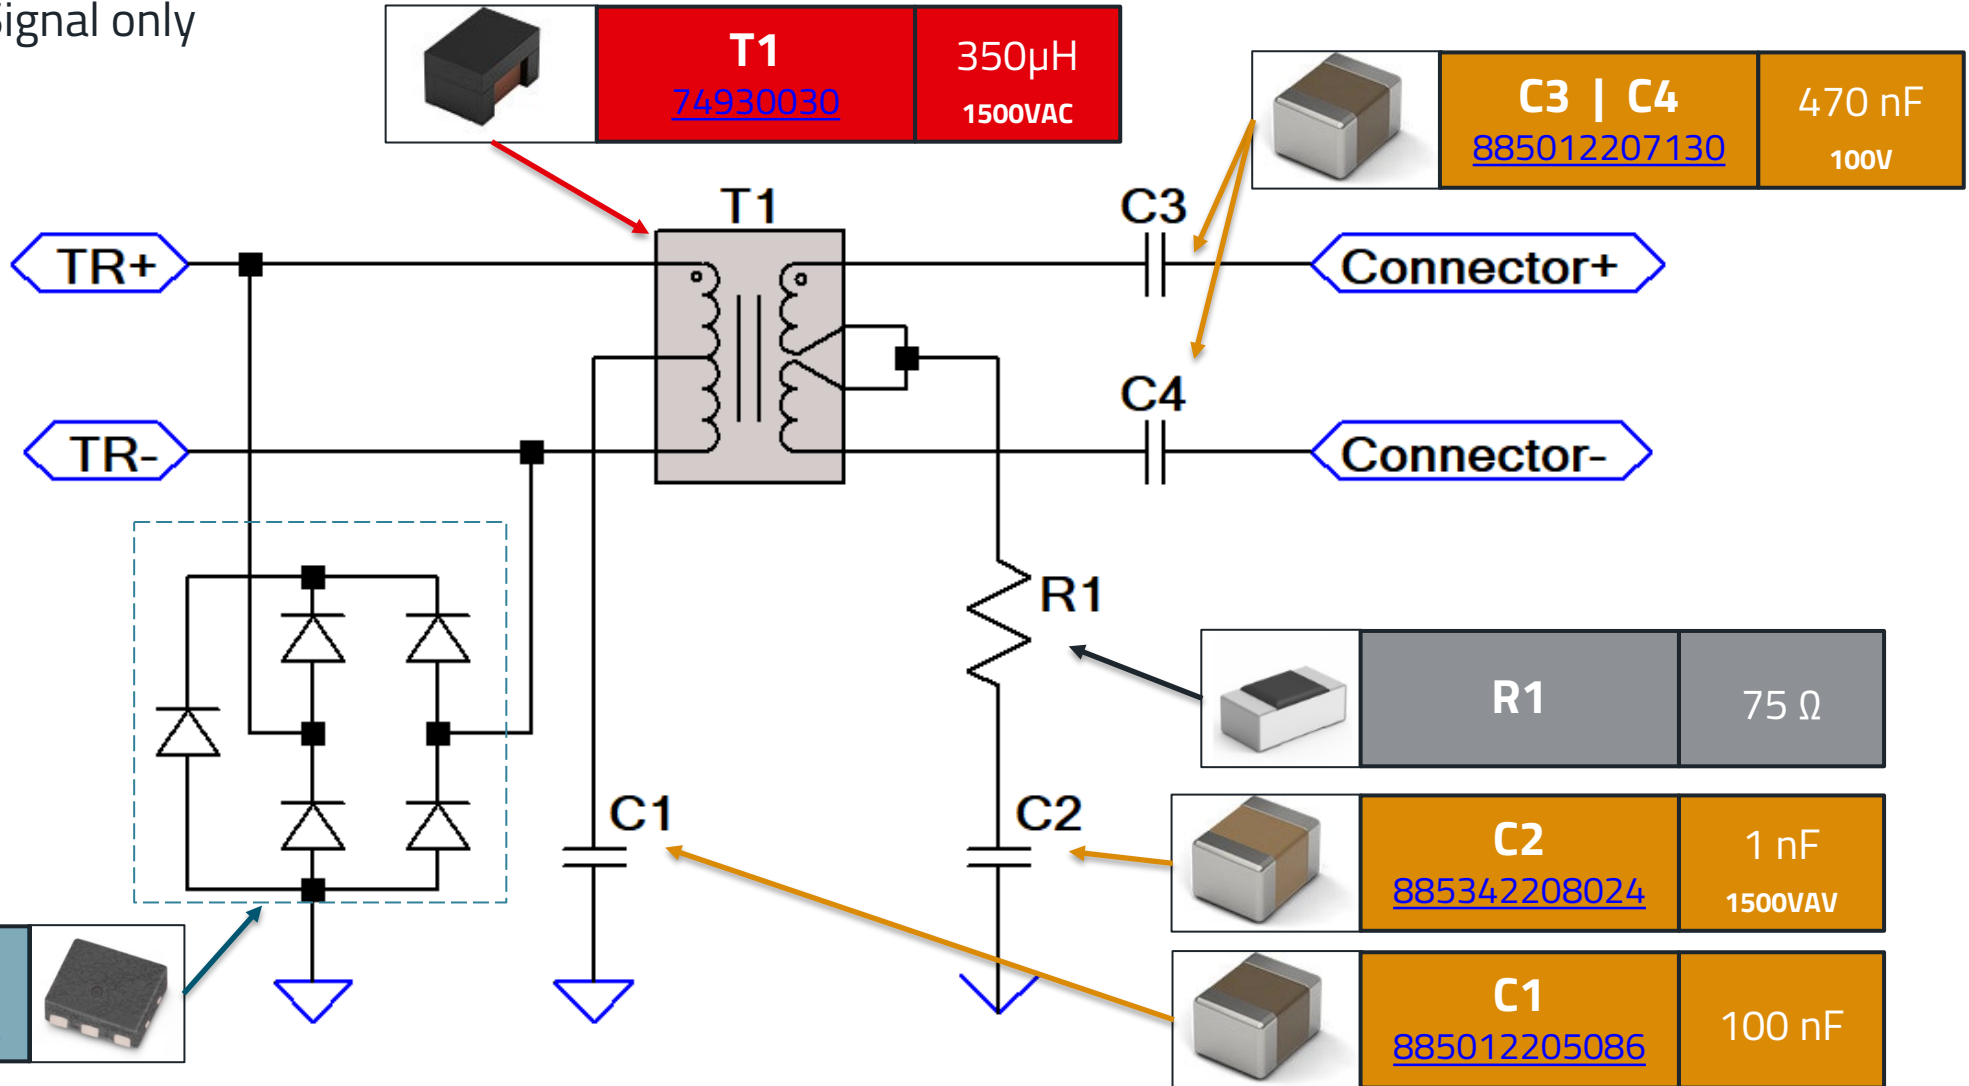 Signal only
T1
74930030
350µH
1500VAC
C3 | C4
885012207130
470 nF
100V
T1
C3
TR+
Connector+
C4
TR-
Connector-
R1
R1
75 Ω
C1
C2
C2
885342208024
1 nF
1500VAV
C1
885012205086
100 nF